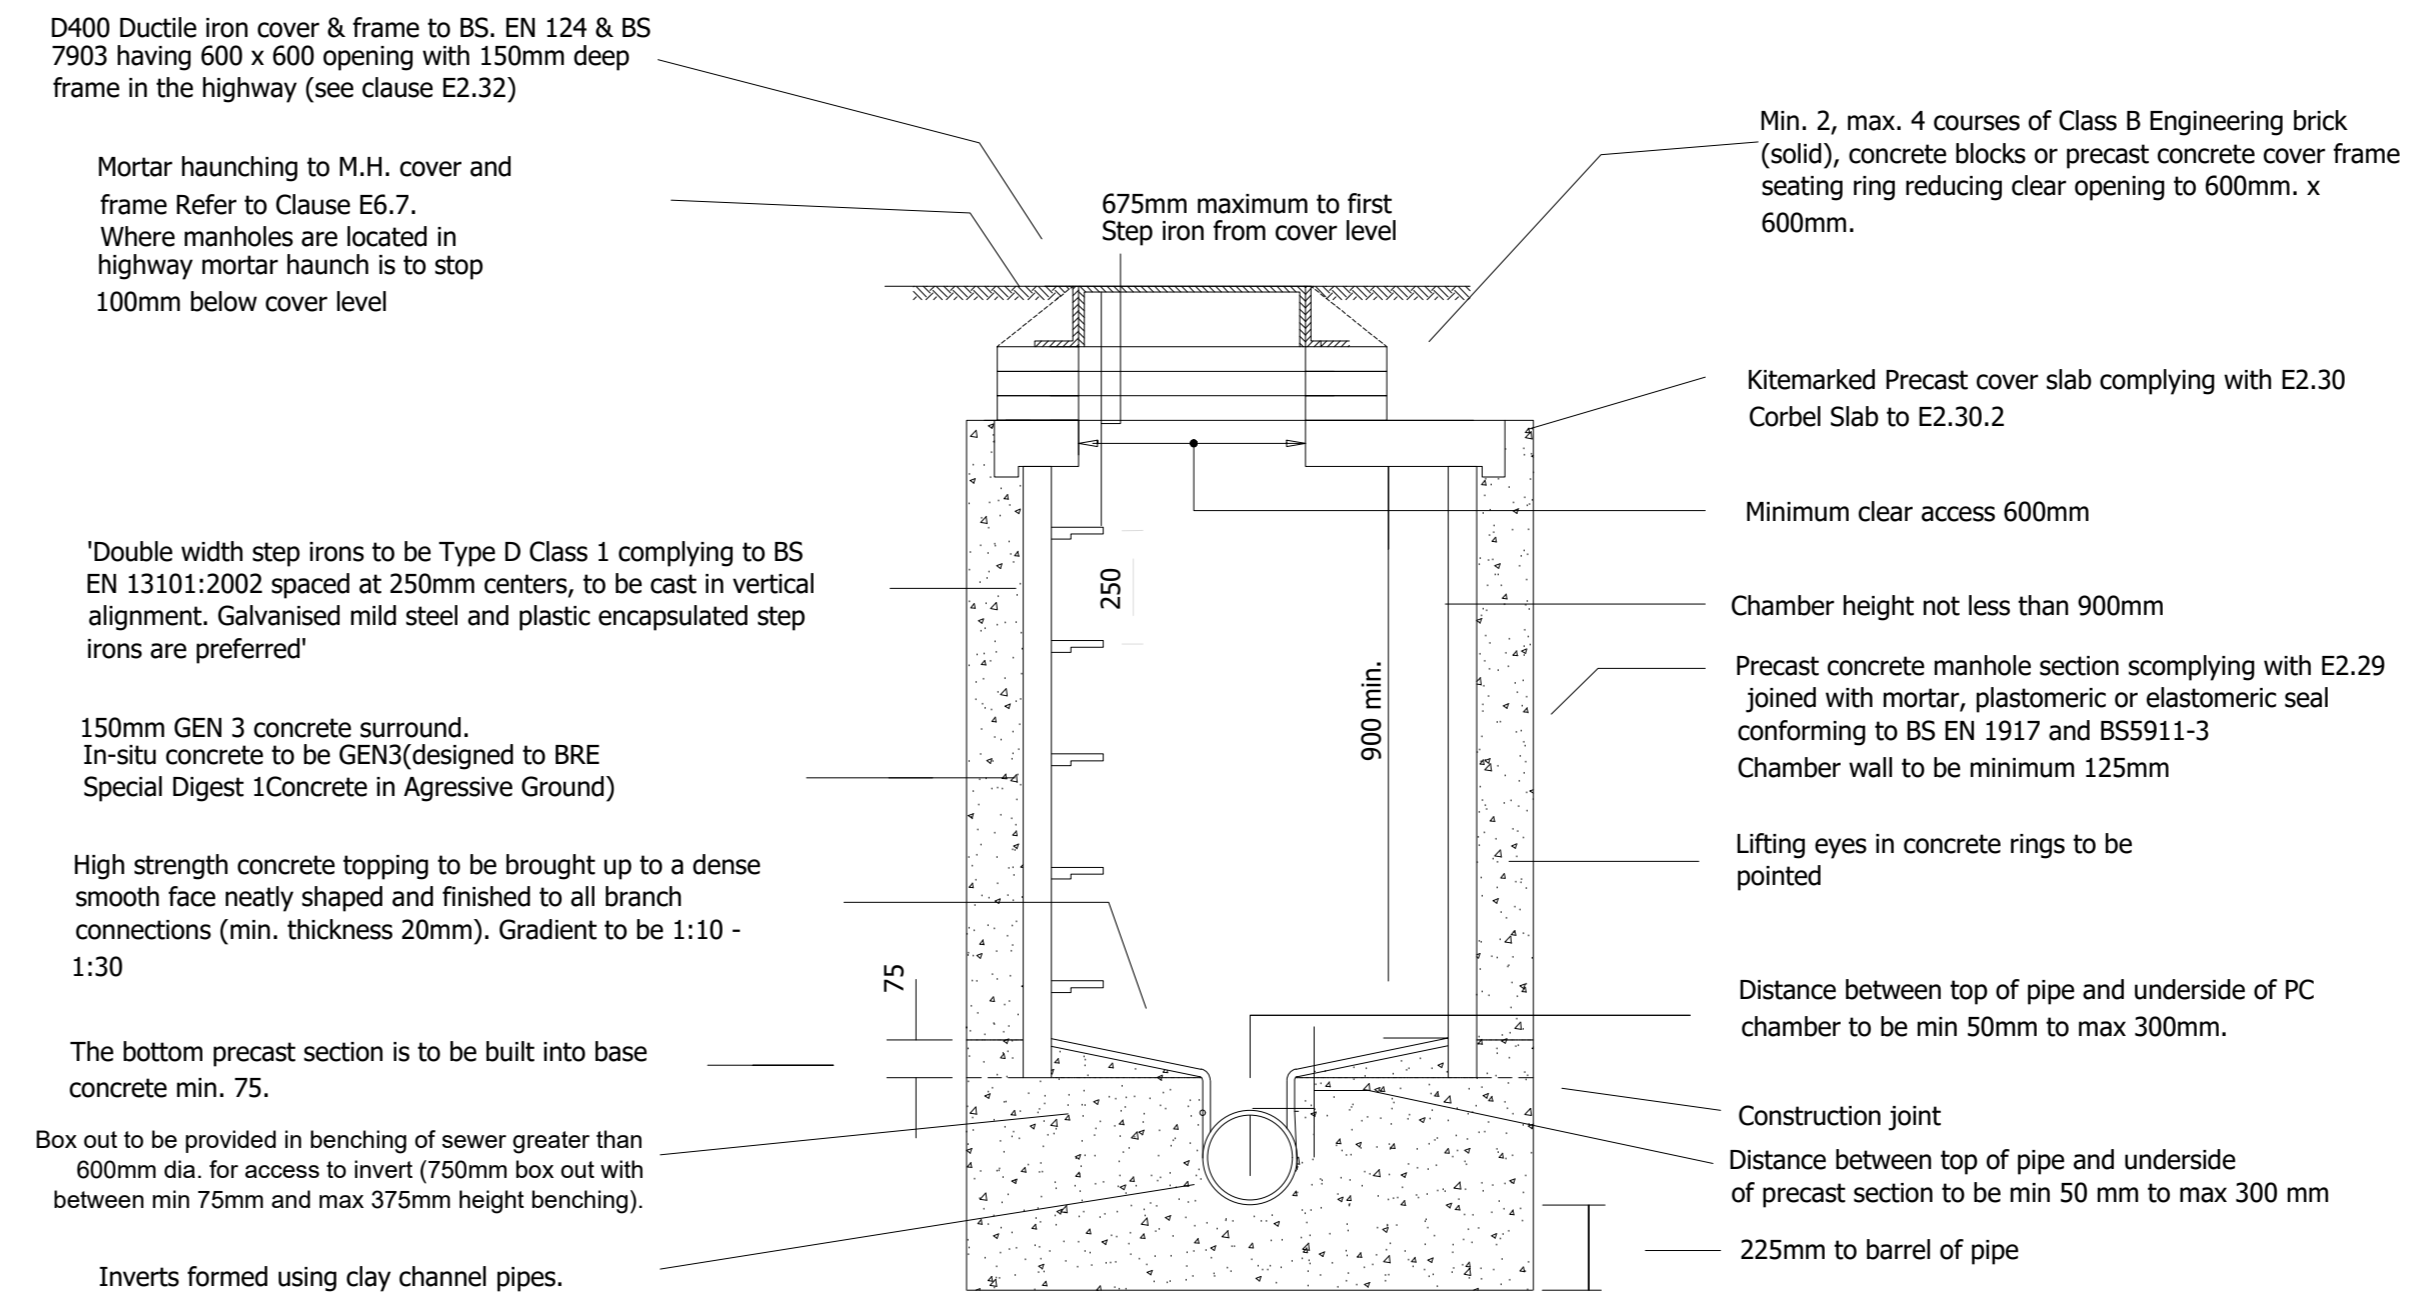 D400 Ductile iron cover & frame to BS. EN 124 & BS
7903 having 600 x 600 opening with 150mm deep
frame in the highway (see clause E2.32)
Mortar haunching to M.H. cover and
frame Refer to Clause E6.7.
Where manholes are located in
highway mortar haunch is to stop
100mm below cover level
'Double width step irons to be Type D Class 1 complying to BS
EN 13101:2002 spaced at 250mm centers, to be cast in vertical
alignment. Galvanised mild steel and plastic encapsulated step
irons are preferred'
150mm GEN 3 concrete surround.
In-situ concrete to be GEN3(designed to BRE
Special Digest 1Concrete in Agressive Ground)
High strength concrete topping to be brought up to a dense
smooth face neatly shaped and finished to all branch
connections (min. thickness 20mm). Gradient to be 1:10 -
1:30
The bottom precast section is to be built into base
concrete min. 75.
Box out to be provided in benching of sewer greater than
600mm dia. for access to invert (750mm box out with
between min 75mm and max 375mm height benching).
Inverts formed using clay channel pipes.
675mm maximum to first
Step iron from cover level
250
900 min.
75
Min. 2, max. 4 courses of Class B Engineering brick
(solid), concrete blocks or precast concrete cover frame
seating ring reducing clear opening to 600mm. x
600mm.
Kitemarked Precast cover slab complying with E2.30
Corbel Slab to E2.30.2
Minimum clear access 600mm
Chamber height not less than 900mm
Precast concrete manhole section scomplying with E2.29
joined with mortar, plastomeric or elastomeric seal
conforming to BS EN 1917 and BS5911-3
Chamber wall to be minimum 125mm
Lifting eyes in concrete rings to be
pointed
Distance between top of pipe and underside of PC
chamber to be min 50mm to max 300mm.
Construction joint
Distance between top of pipe and underside
of precast section to be min 50 mm to max 300 mm
225mm to barrel of pipe